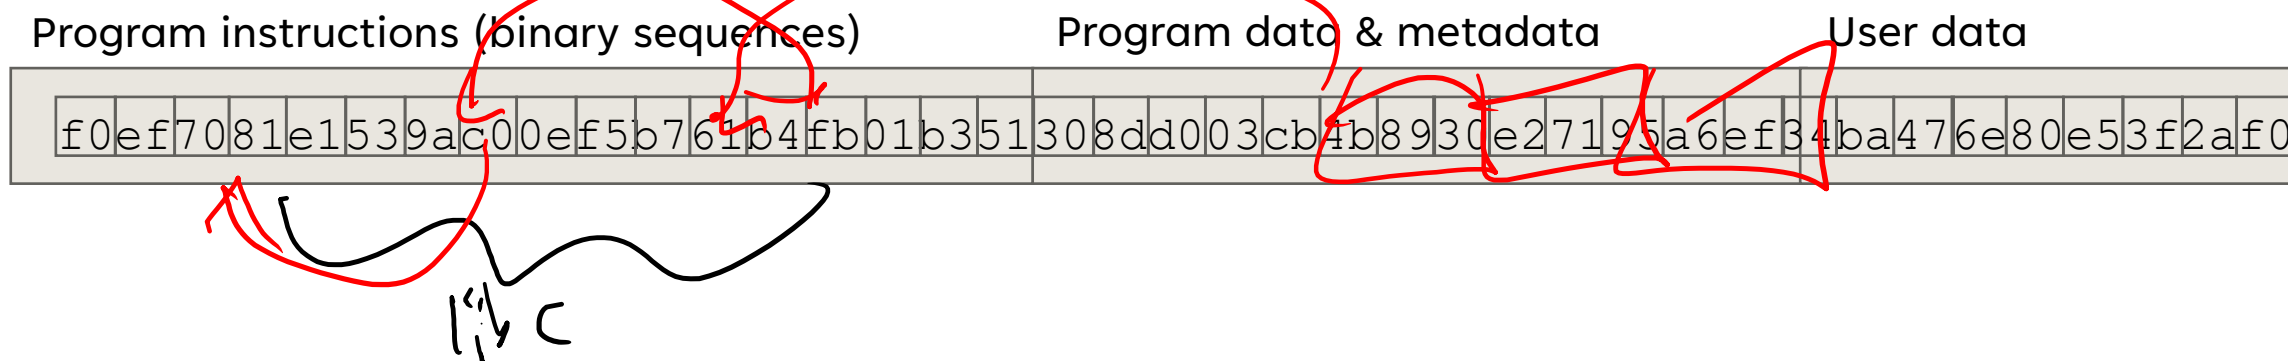 Program instructions (binary sequences) Program data & metadata User data
f0ef7081e1539ac00ef5b761b4fb01b351308dd003cb4b8930e27195a6ef34ba476e80e53f2af0
C